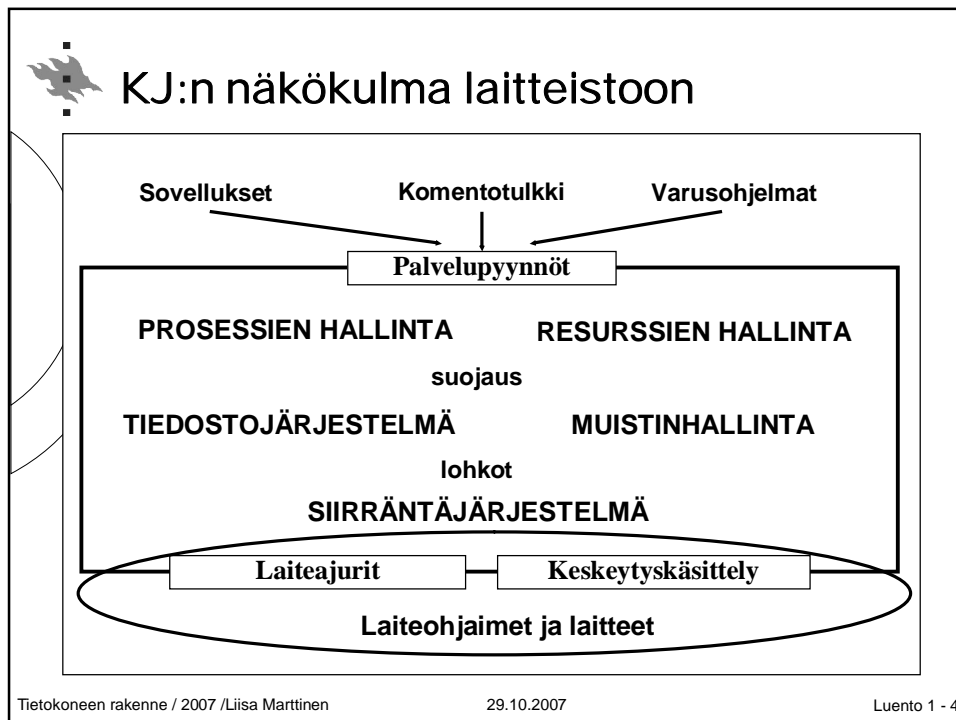 KJ:n näkökulma laitteistoon
Sovellukset Komentotulkki Varusohjelmat
Palvelupyynnöt
PROSESSIEN HALLINTA RESURSSIEN HALLINTA
suojaus
TIEDOSTOJÄRJESTELMÄ MUISTINHALLINTA
lohkot
SIIRRÄNTÄJÄRJESTELMÄ
Laiteajurit Keskeytyskäsittely
Laiteohjaimet ja laitteet
Tietokoneen rakenne / 2007 /Liisa Marttinen 29.10.2007 Luento 1 - 4